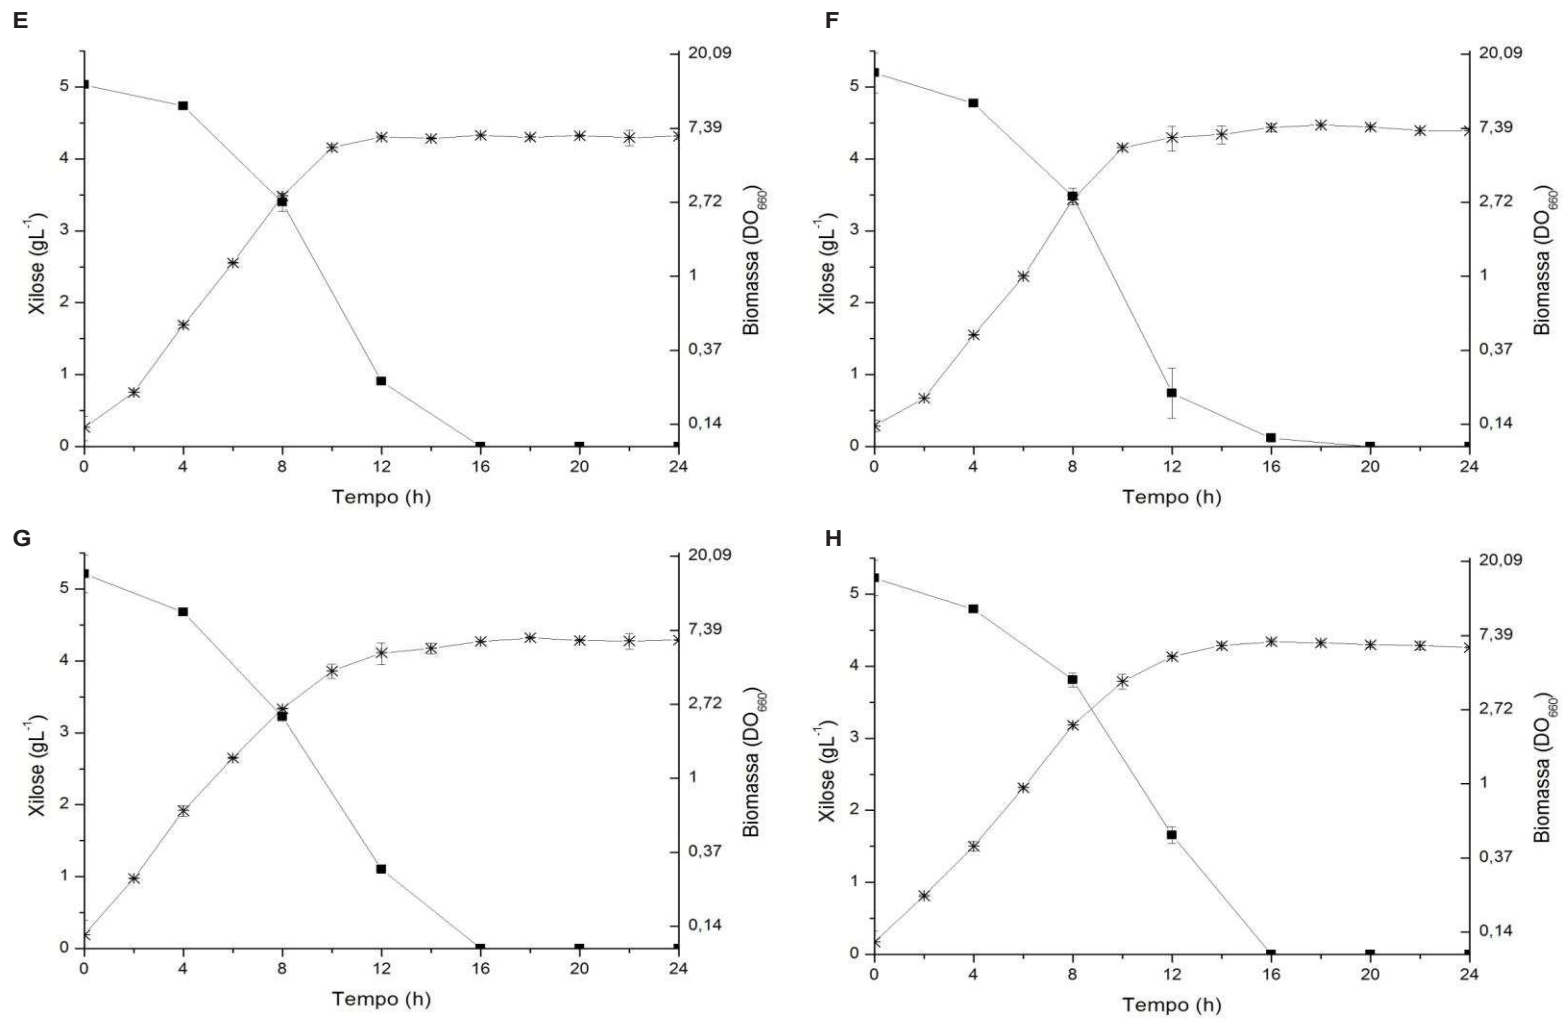 E
Xilose (gL⁻¹)
5
4
3
2
1
0
0 4 8 12 16 20 24
Tempo (h)
20,09
7,39
2,72
1
0,37
0,14
Biomassa (DO₆₆₀)
F
Xilose (gL⁻¹)
5
4
3
2
1
0
0 4 8 12 16 20 24
Tempo (h)
20,09
7,39
2,72
1
0,37
0,14
Biomassa (DO₆₆₀)
G
Xilose (gL⁻¹)
5
4
3
2
1
0
0 4 8 12 16 20 24
Tempo (h)
20,09
7,39
2,72
1
0,37
0,14
Biomassa (DO₆₆₀)
H
Xilose (gL⁻¹)
5
4
3
2
1
0
0 4 8 12 16 20 24
Tempo (h)
20,09
7,39
2,72
1
0,37
0,14
Biomassa (DO₆₆₀)